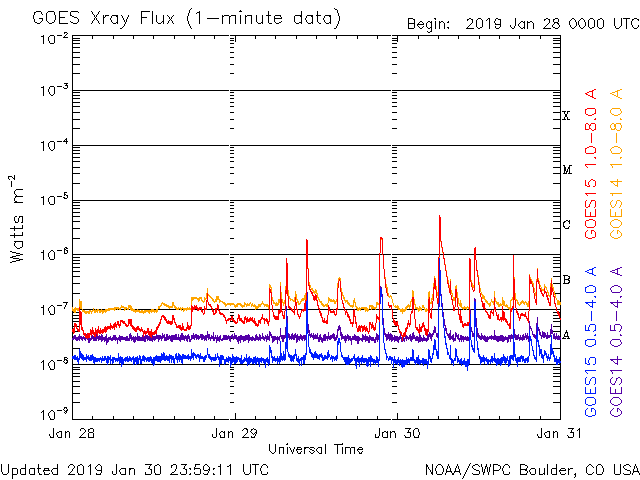 GOES Xray Flux (1-minute data)
Begin: 2019 Jan 28 0000 UTC
10-2
10-3
10-4
10-5
10-6
10-7
10-8
10-9
Watts m-2
X
M
C
B
A
GOES15 1.0-8.0 A
GOES14 1.0-8.0 A
GOES15 0.5-4.0 A
GOES14 0.5-4.0 A
Jan 28 Jan 29 Jan 30 Jan 31
Universal Time
Updated 2019 Jan 30 23:59:11 UTC
NOAA/SWPC Boulder, CO USA